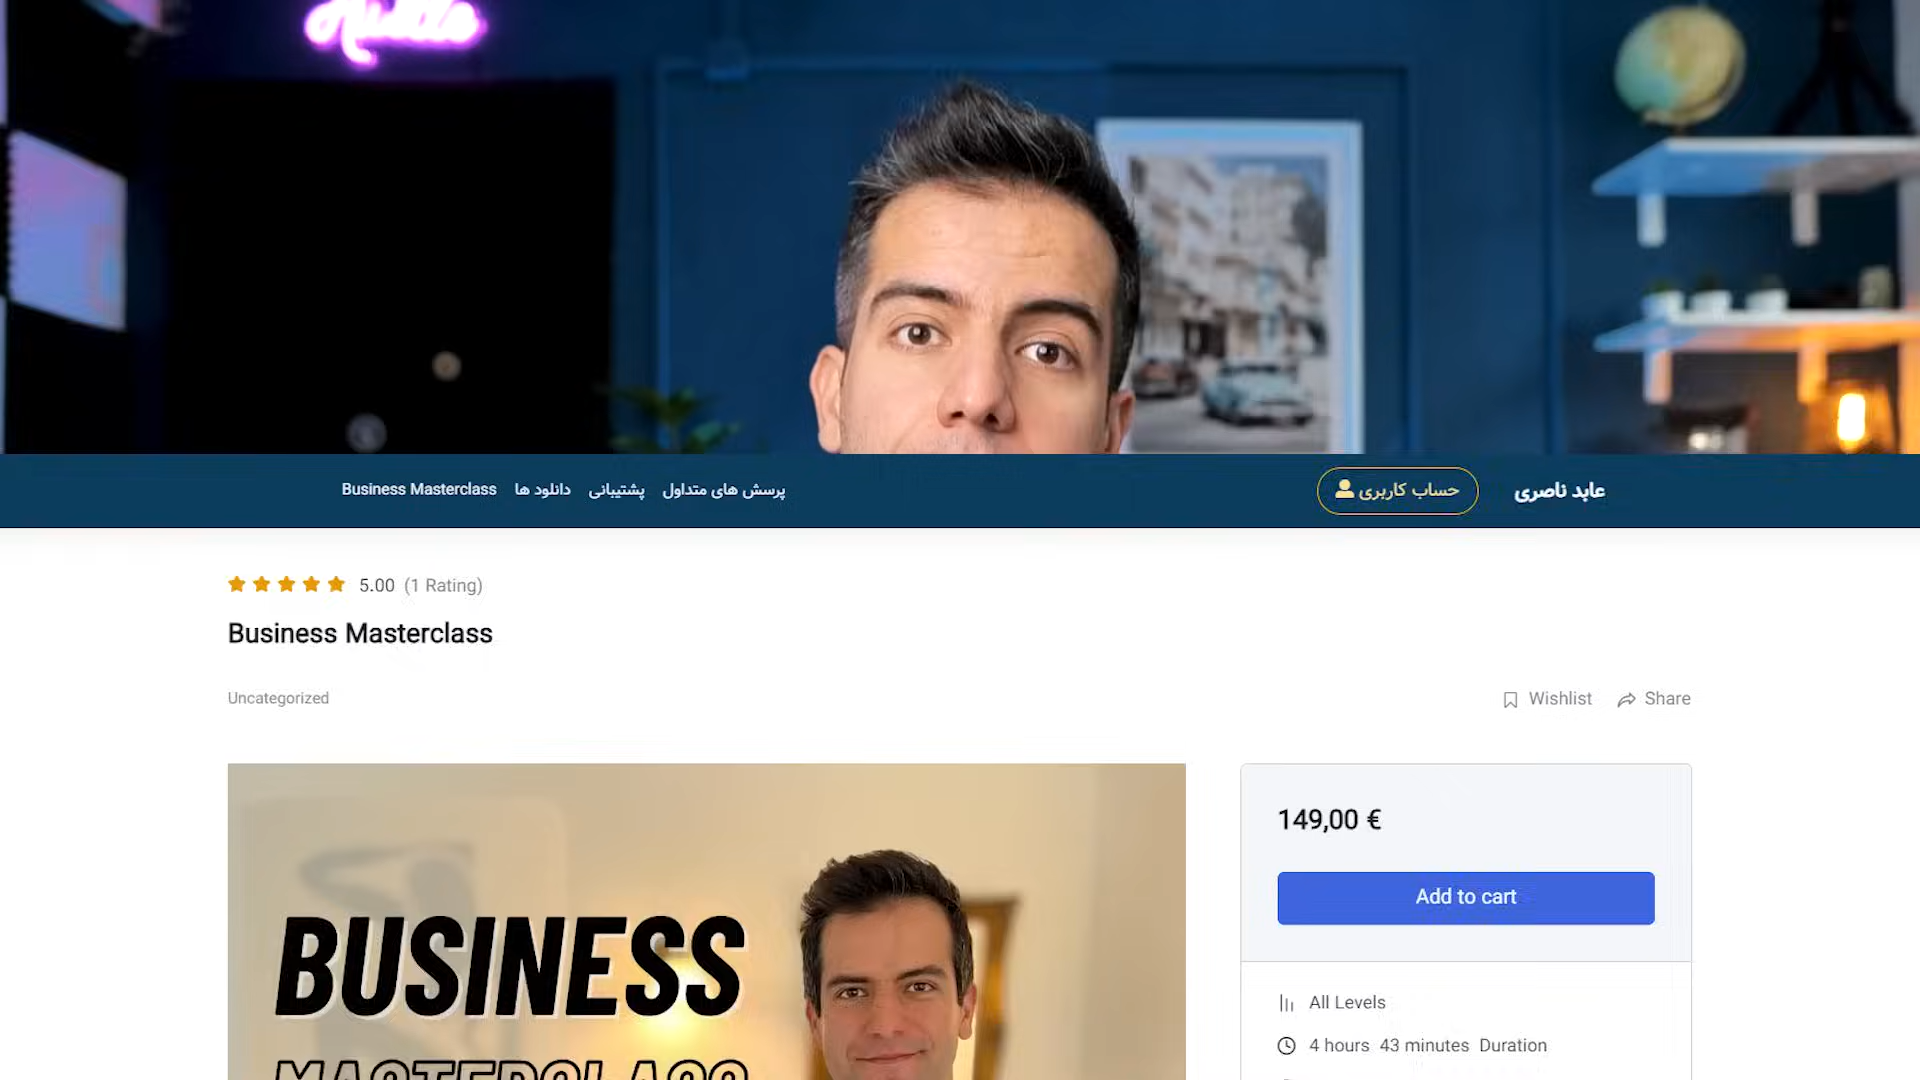 Business Masterclass دانلود ها پشتیبانی پرسش های متداول
حساب کاربری
عابد ناصری
5.00 (1 Rating)
Business Masterclass
Uncategorized
Wishlist Share
149,00 €
Add to cart
BUSINESS
MASTERCLASS
All Levels
4 hours 43 minutes Duration